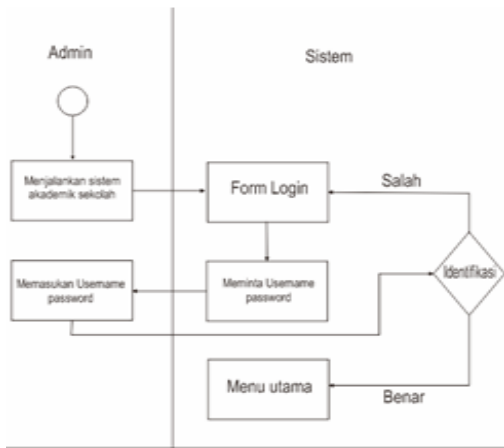 Admin
Sistem
Menjalankan sistem
akademik sekolah
Form Login
Salah
Identifikasi
Memasukan Username
password
Meminta Username
password
Menu utama
Benar